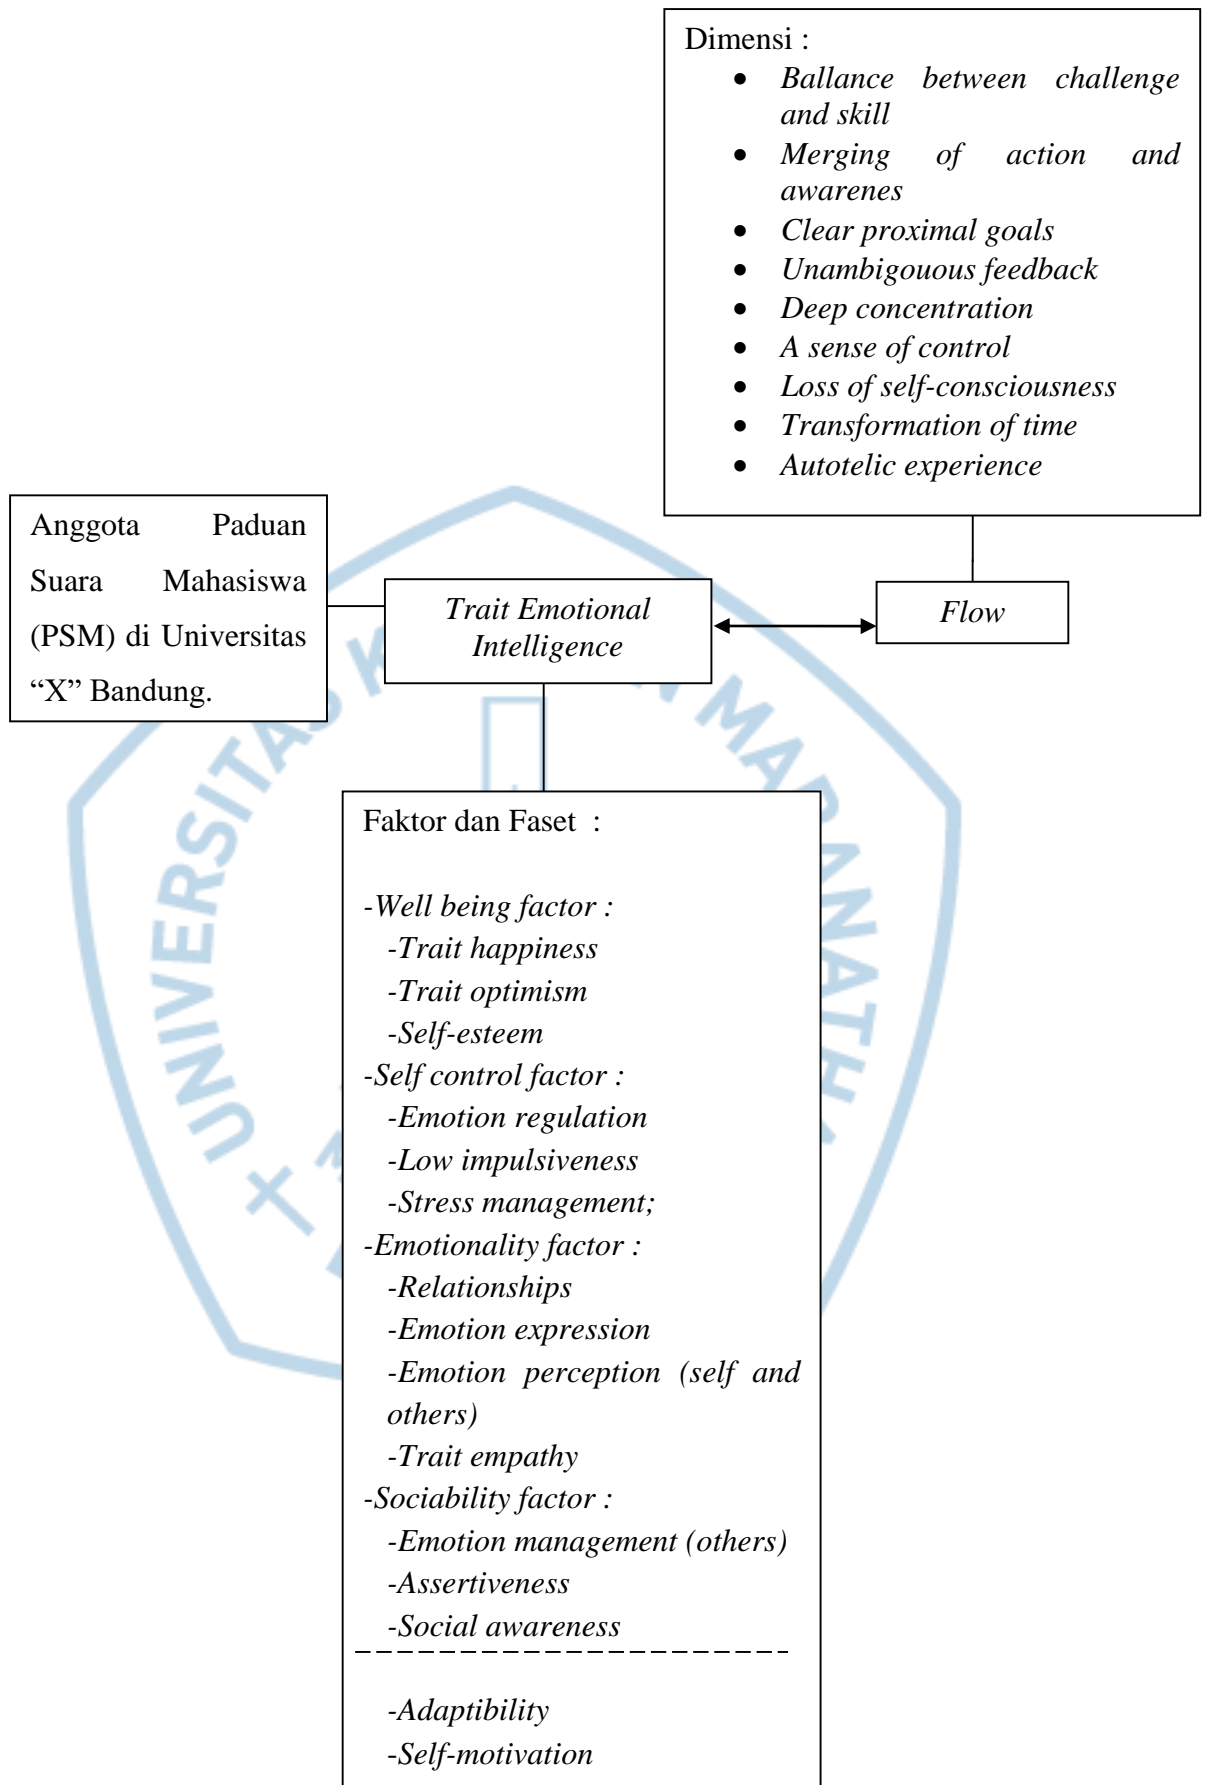 Dimensi :
• Ballance between challenge
and skill
• Merging of action and
awarenes
• Clear proximal goals
• Unambigouous feedback
• Deep concentration
• A sense of control
• Loss of self-consciousness
• Transformation of time
• Autotelic experience
Anggota Paduan
Suara Mahasiswa
(PSM) di Universitas
“X” Bandung.
Trait Emotional
Intelligence
Flow
Faktor dan Faset :
-Well being factor :
-Trait happiness
-Trait optimism
-Self-esteem
-Self control factor :
-Emotion regulation
-Low impulsiveness
-Stress management;
-Emotionality factor :
-Relationships
-Emotion expression
-Emotion perception (self and
others)
-Trait empathy
-Sociability factor :
-Emotion management (others)
-Assertiveness
-Social awareness
-Adaptibility
-Self-motivation
UNIVERSITAS K